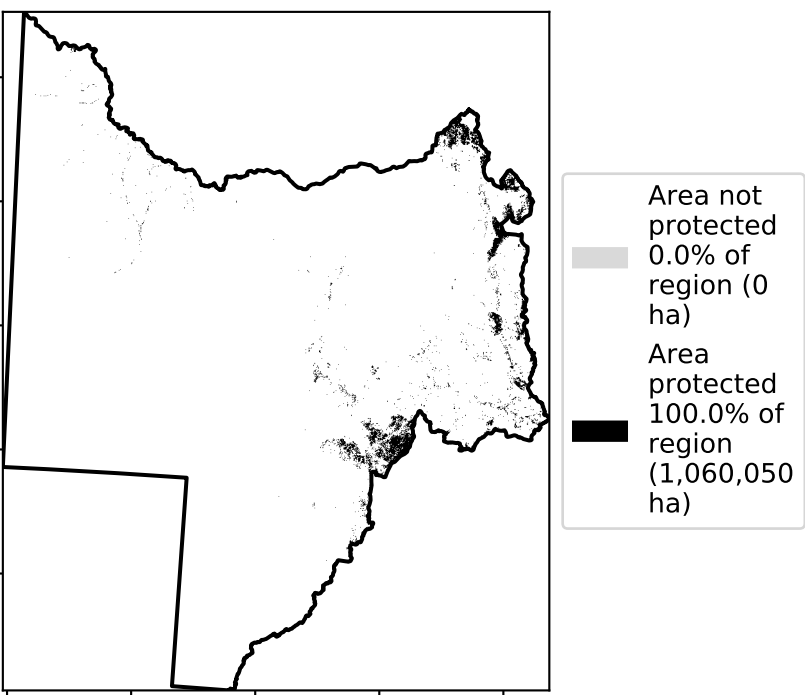 Area not
protected
0.0% of
region (0
ha)
Area
protected
100.0% of
region
(1,060,050
ha)